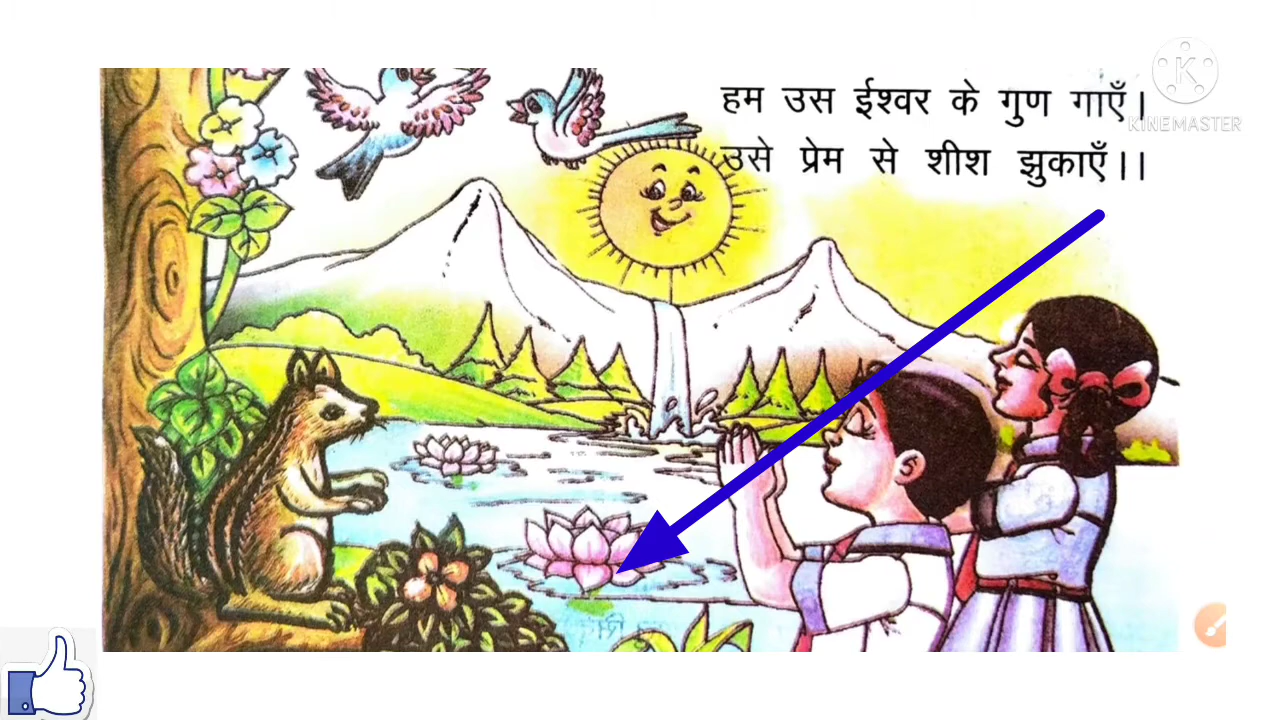 हम उस ईश्वर के गुण गाएँ।
उसे प्रेम से शीश झुकाएँ।।
KINEMASTER